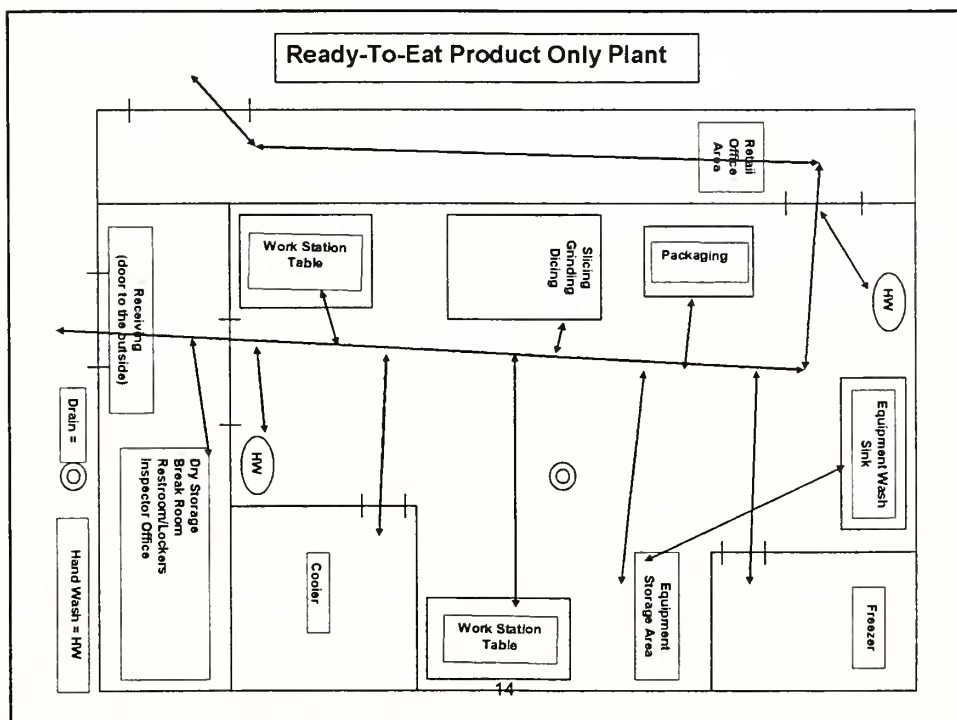 Ready-To-Eat Product Only Plant
Retail
Office
Area
Receiving
(door to the outside)
Work Station
Table
Slicing
Grinding
Dicing
Packaging
HW
Equipment Wash
Sink
Drain =
HW
Dry Storage
Break Room
Restroom/Lockers
Inspector Office
Hand Wash = HW
Cooler
Work Station
Table
Equipment
Storage Area
Freezer
14